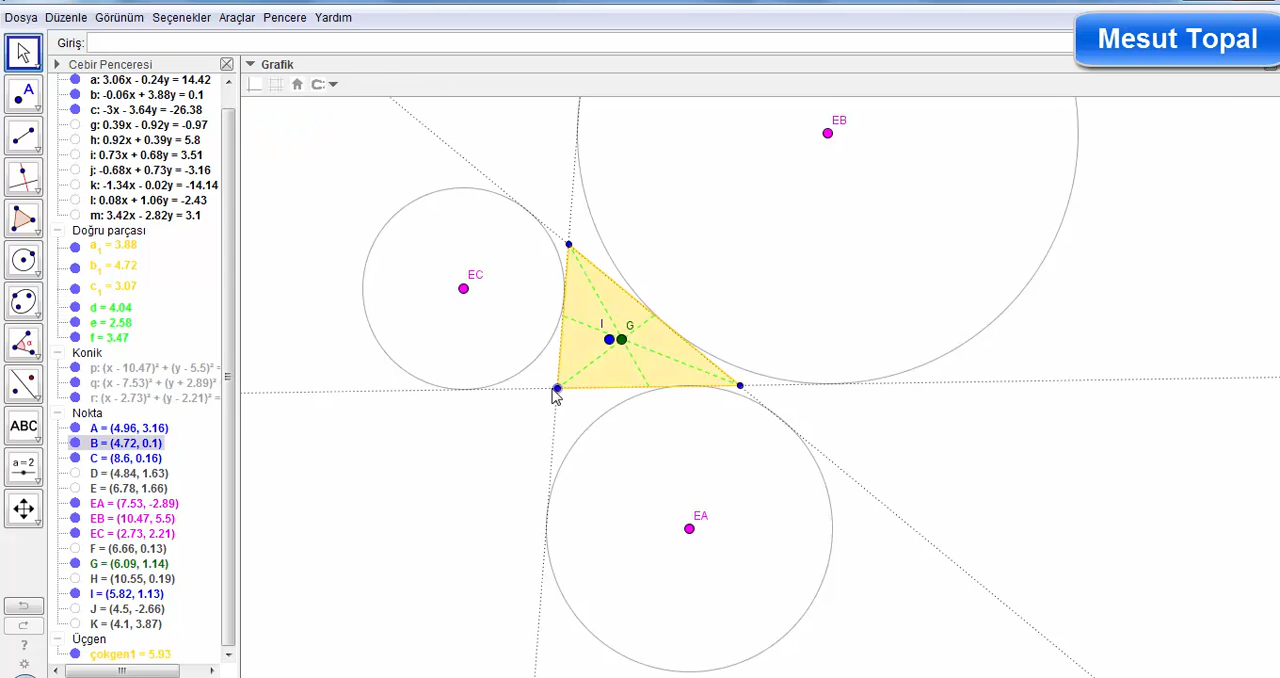 Dosya Düzenle Görünüm Seçenekler Araçlar Pencere Yardım
Mesut Topal
Giriş:
Cebir Penceresi
Grafik
a: 3.06x - 0.24y = 14.42
b: -0.06x + 3.88y = 0.1
c: -3x - 3.64y = -26.38
g: 0.39x - 0.92y = -0.97
h: 0.92x + 0.39y = 5.8
i: 0.73x + 0.68y = 3.51
j: -0.68x + 0.73y = -3.16
k: -1.34x - 0.02y = -14.14
l: 0.08x + 1.06y = -2.43
m: 3.42x - 2.82y = 3.1
Doğru parçası
a₁ = 3.88
b₁ = 4.72
c₁ = 3.07
d = 4.04
e = 2.58
f = 3.47
Konik
p: (x - 10.47)² + (y - 5.5)² =
q: (x - 7.53)² + (y + 2.89)² =
r: (x - 2.73)² + (y - 2.21)² =
Nokta
A = (4.96, 3.16)
B = (4.72, 0.1)
C = (8.6, 0.16)
D = (4.84, 1.63)
E = (6.78, 1.66)
EA = (7.53, -2.89)
EB = (10.47, 5.5)
EC = (2.73, 2.21)
F = (6.66, 0.13)
G = (6.09, 1.14)
H = (10.55, 0.19)
I = (5.82, 1.13)
J = (4.5, -2.66)
K = (4.1, 3.87)
Üçgen
çokgen1 = 5.93
A
α
ABC
a=2
?
EB
EC
I G
EA